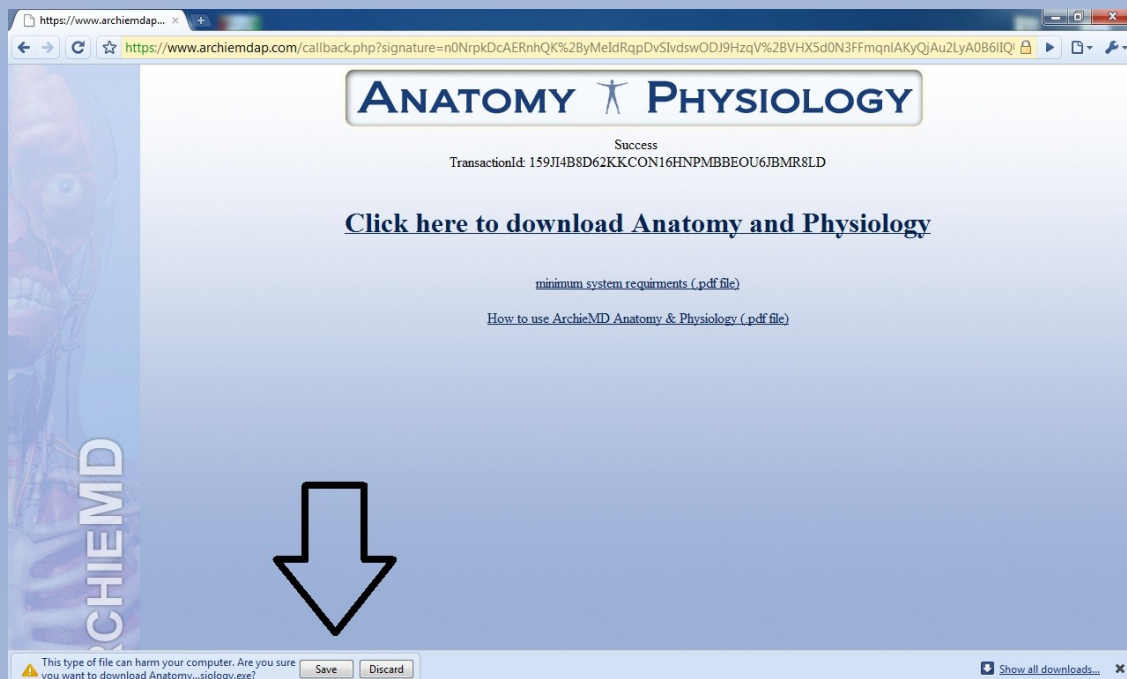 https://www.archiemdap...
https://www.archiemdap.com/callback.php?signature=n0NrpkDcAERnhQK%2ByMeIdRqpDvSIvdswODJ9HzqV%2BVHX5d0N3FFmqnIAKyQjAu2LyA0B6IIQI
ANATOMY PHYSIOLOGY
Success
TransactionId: 159JI4B8D62KKCON16HNPMBBEOU6JBMR8LD
Click here to download Anatomy and Physiology
minimum system requirments (.pdf file)
How to use ArchieMD Anatomy & Physiology (.pdf file)
ARCHIEMD
This type of file can harm your computer. Are you sure
you want to download Anatomy...siology.exe?
Save Discard
Show all downloads...